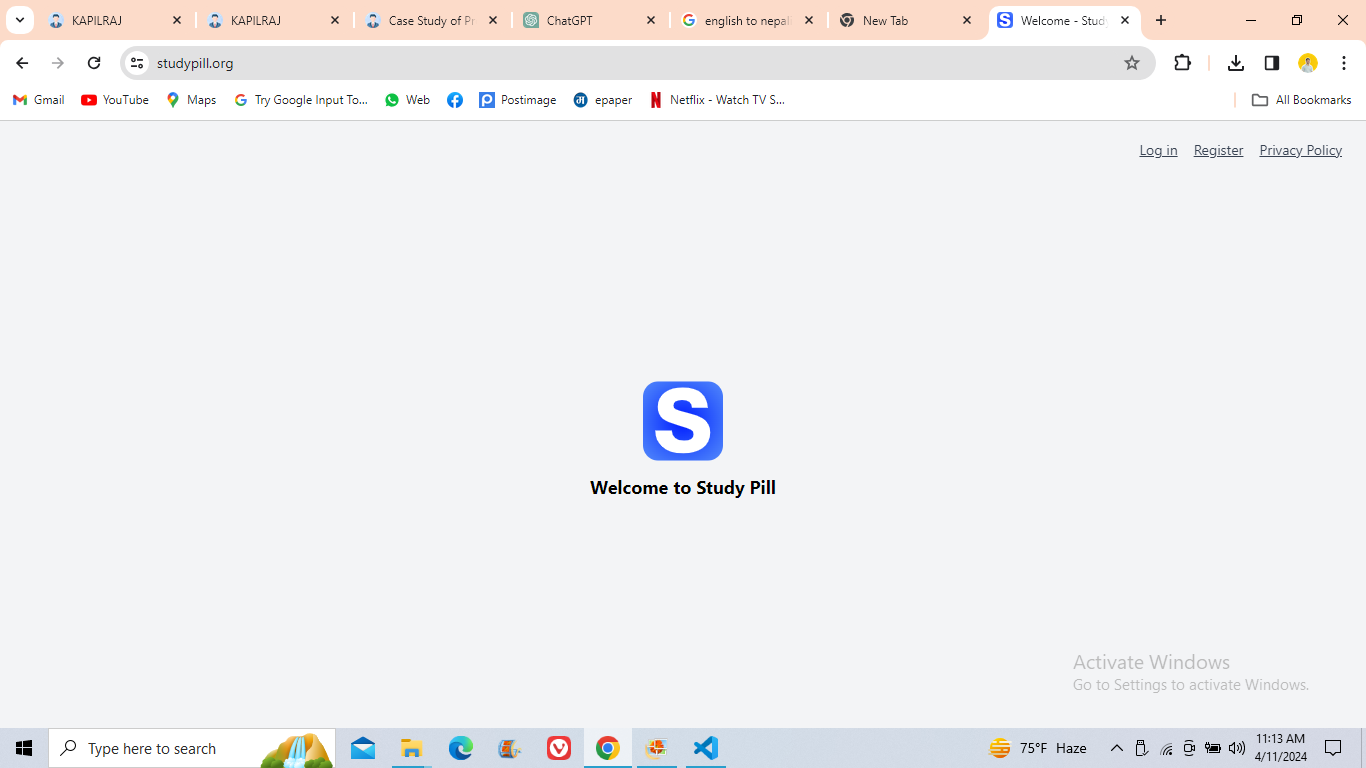 KAPILRAJ
KAPILRAJ
Case Study of Pr
ChatGPT
english to nepali
New Tab
Welcome - Study
studypill.org
Gmail
YouTube
Maps
Try Google Input To...
Web
Postimage
epaper
Netflix - Watch TV S...
All Bookmarks
Log in
Register
Privacy Policy
S
Welcome to Study Pill
Activate Windows
Go to Settings to activate Windows.
Type here to search
75°F Haze
11:13 AM
4/11/2024